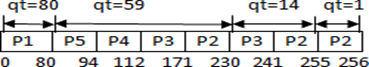 qt=80 qt=59 qt=14 qt=1
P1 P5 P4 P3 P2 P3 P2 P2
0 80 94 112 171 230 241 255 256